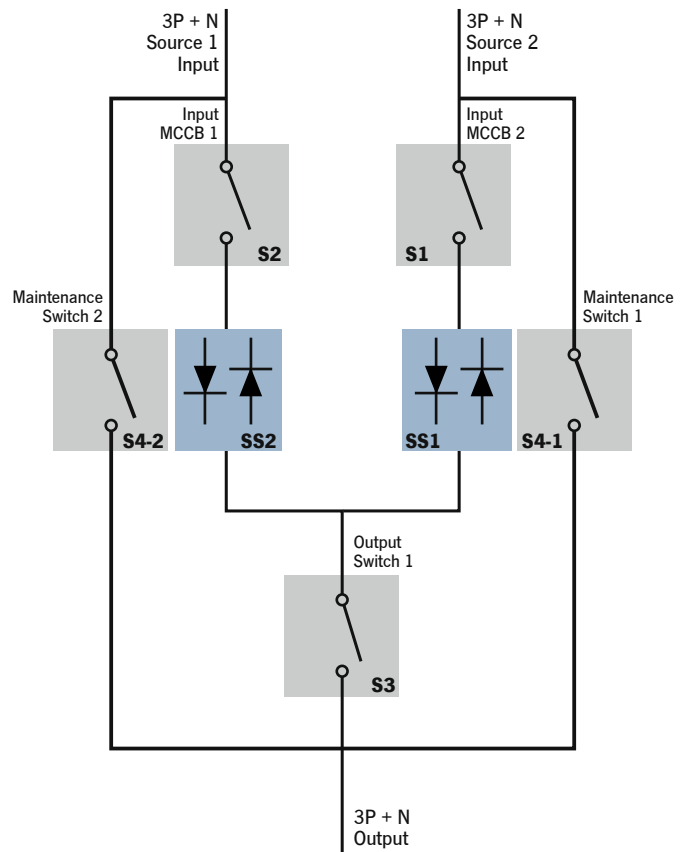 3P + N
Source 1
Input
3P + N
Source 2
Input
Input
MCCB 1
Input
MCCB 2
S2
S1
Maintenance
Switch 2
Maintenance
Switch 1
S4-2
SS2
SS1
S4-1
Output
Switch 1
S3
3P + N
Output